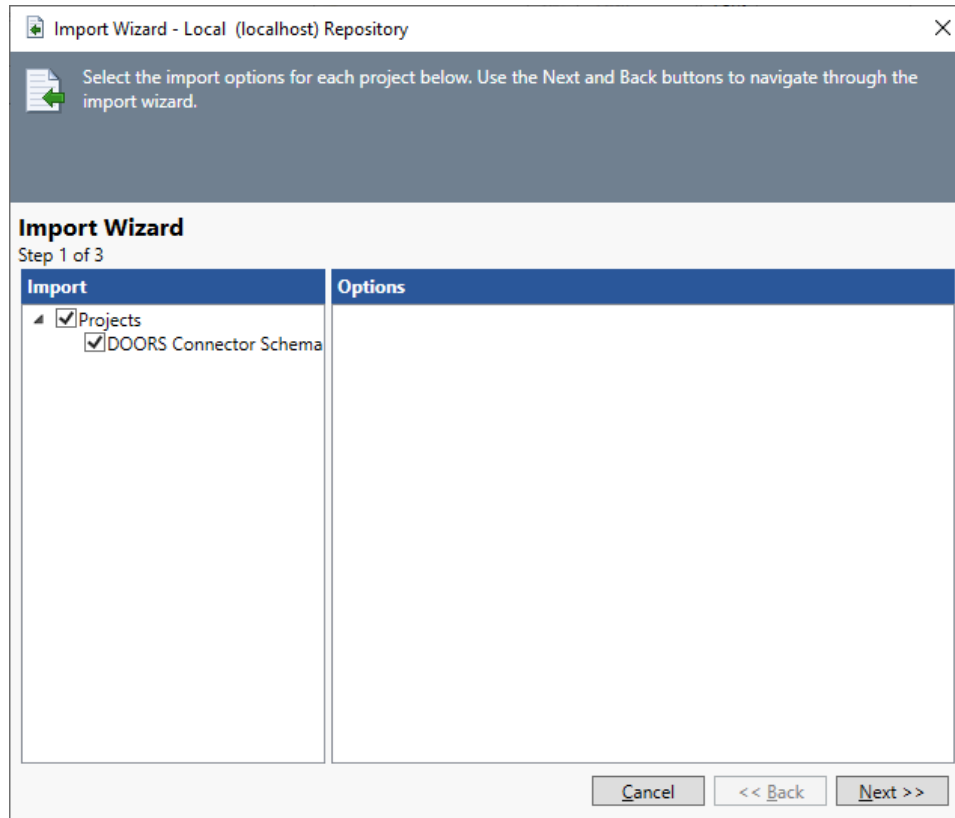 Import Wizard - Local  (localhost) Repository
Select the import options for each project below. Use the Next and Back buttons to navigate through the
import wizard.
Import Wizard
Step 1 of 3
Import
Options
Projects
DOORS Connector Schema
Cancel
<< Back
Next >>